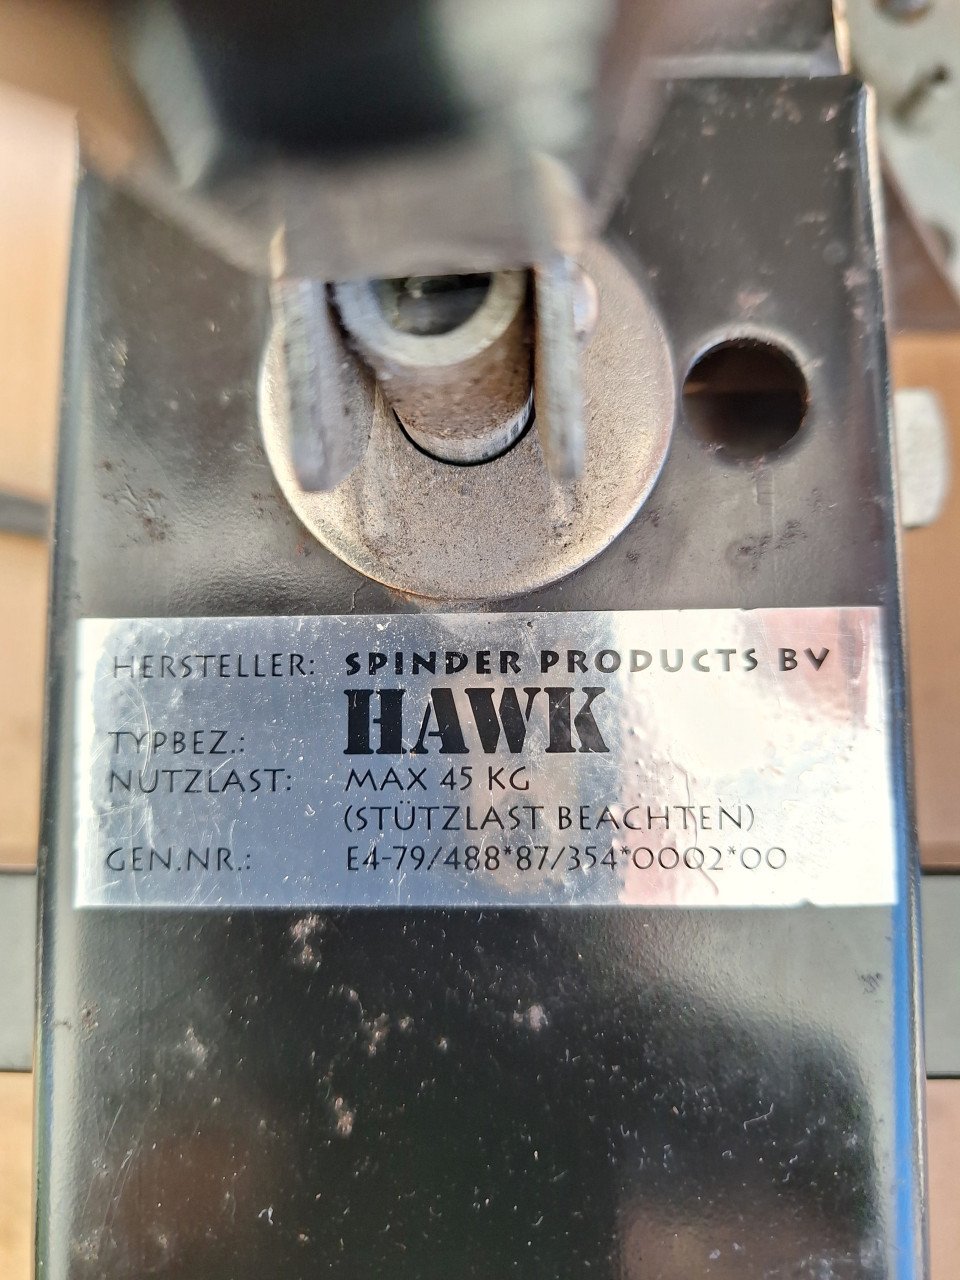 HERSTELLER: SPINDER PRODUCTS BV
TYPBEZ.: HAWK
NUTZLAST: MAX 45 KG
(STÜTZLAST BEACHTEN)
GEN.NR.: E4-79/488*87/354*0002*00